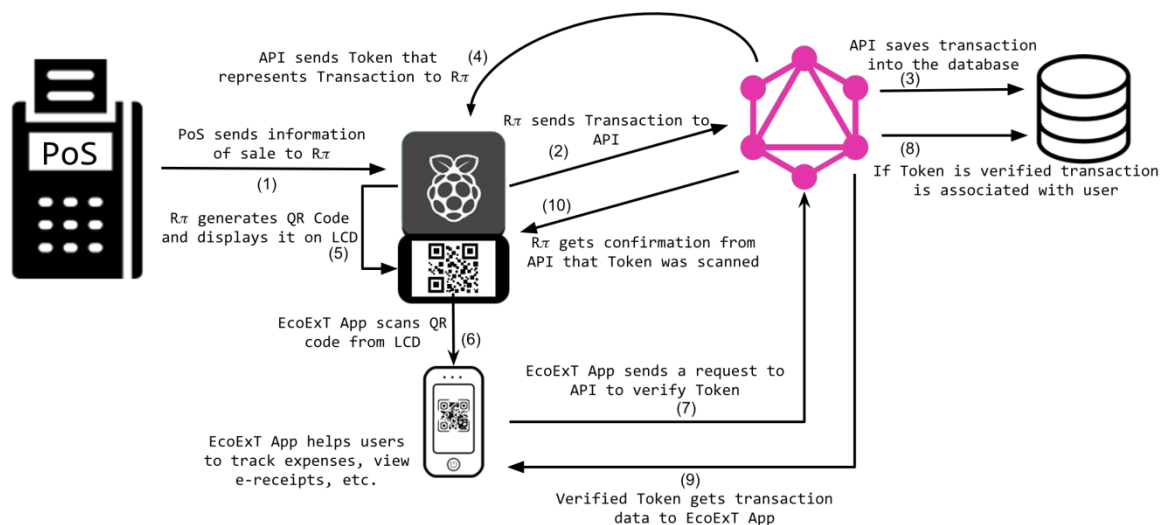 API sends Token that
represents Transaction to Rπ
(4)
API saves transaction
into the database
(3)
PoS
PoS sends information
of sale to Rπ
(1)
Rπ sends Transaction to
API
(2)
(8)
If Token is verified transaction
is associated with user
Rπ generates QR Code
and displays it on LCD
(5)
(10)
Rπ gets confirmation from
API that Token was scanned
EcoExT App scans QR
code from LCD
(6)
EcoExT App sends a request to
API to verify Token
(7)
EcoExT App helps users
to track expenses, view
e-receipts, etc.
(9)
Verified Token gets transaction
data to EcoExT App